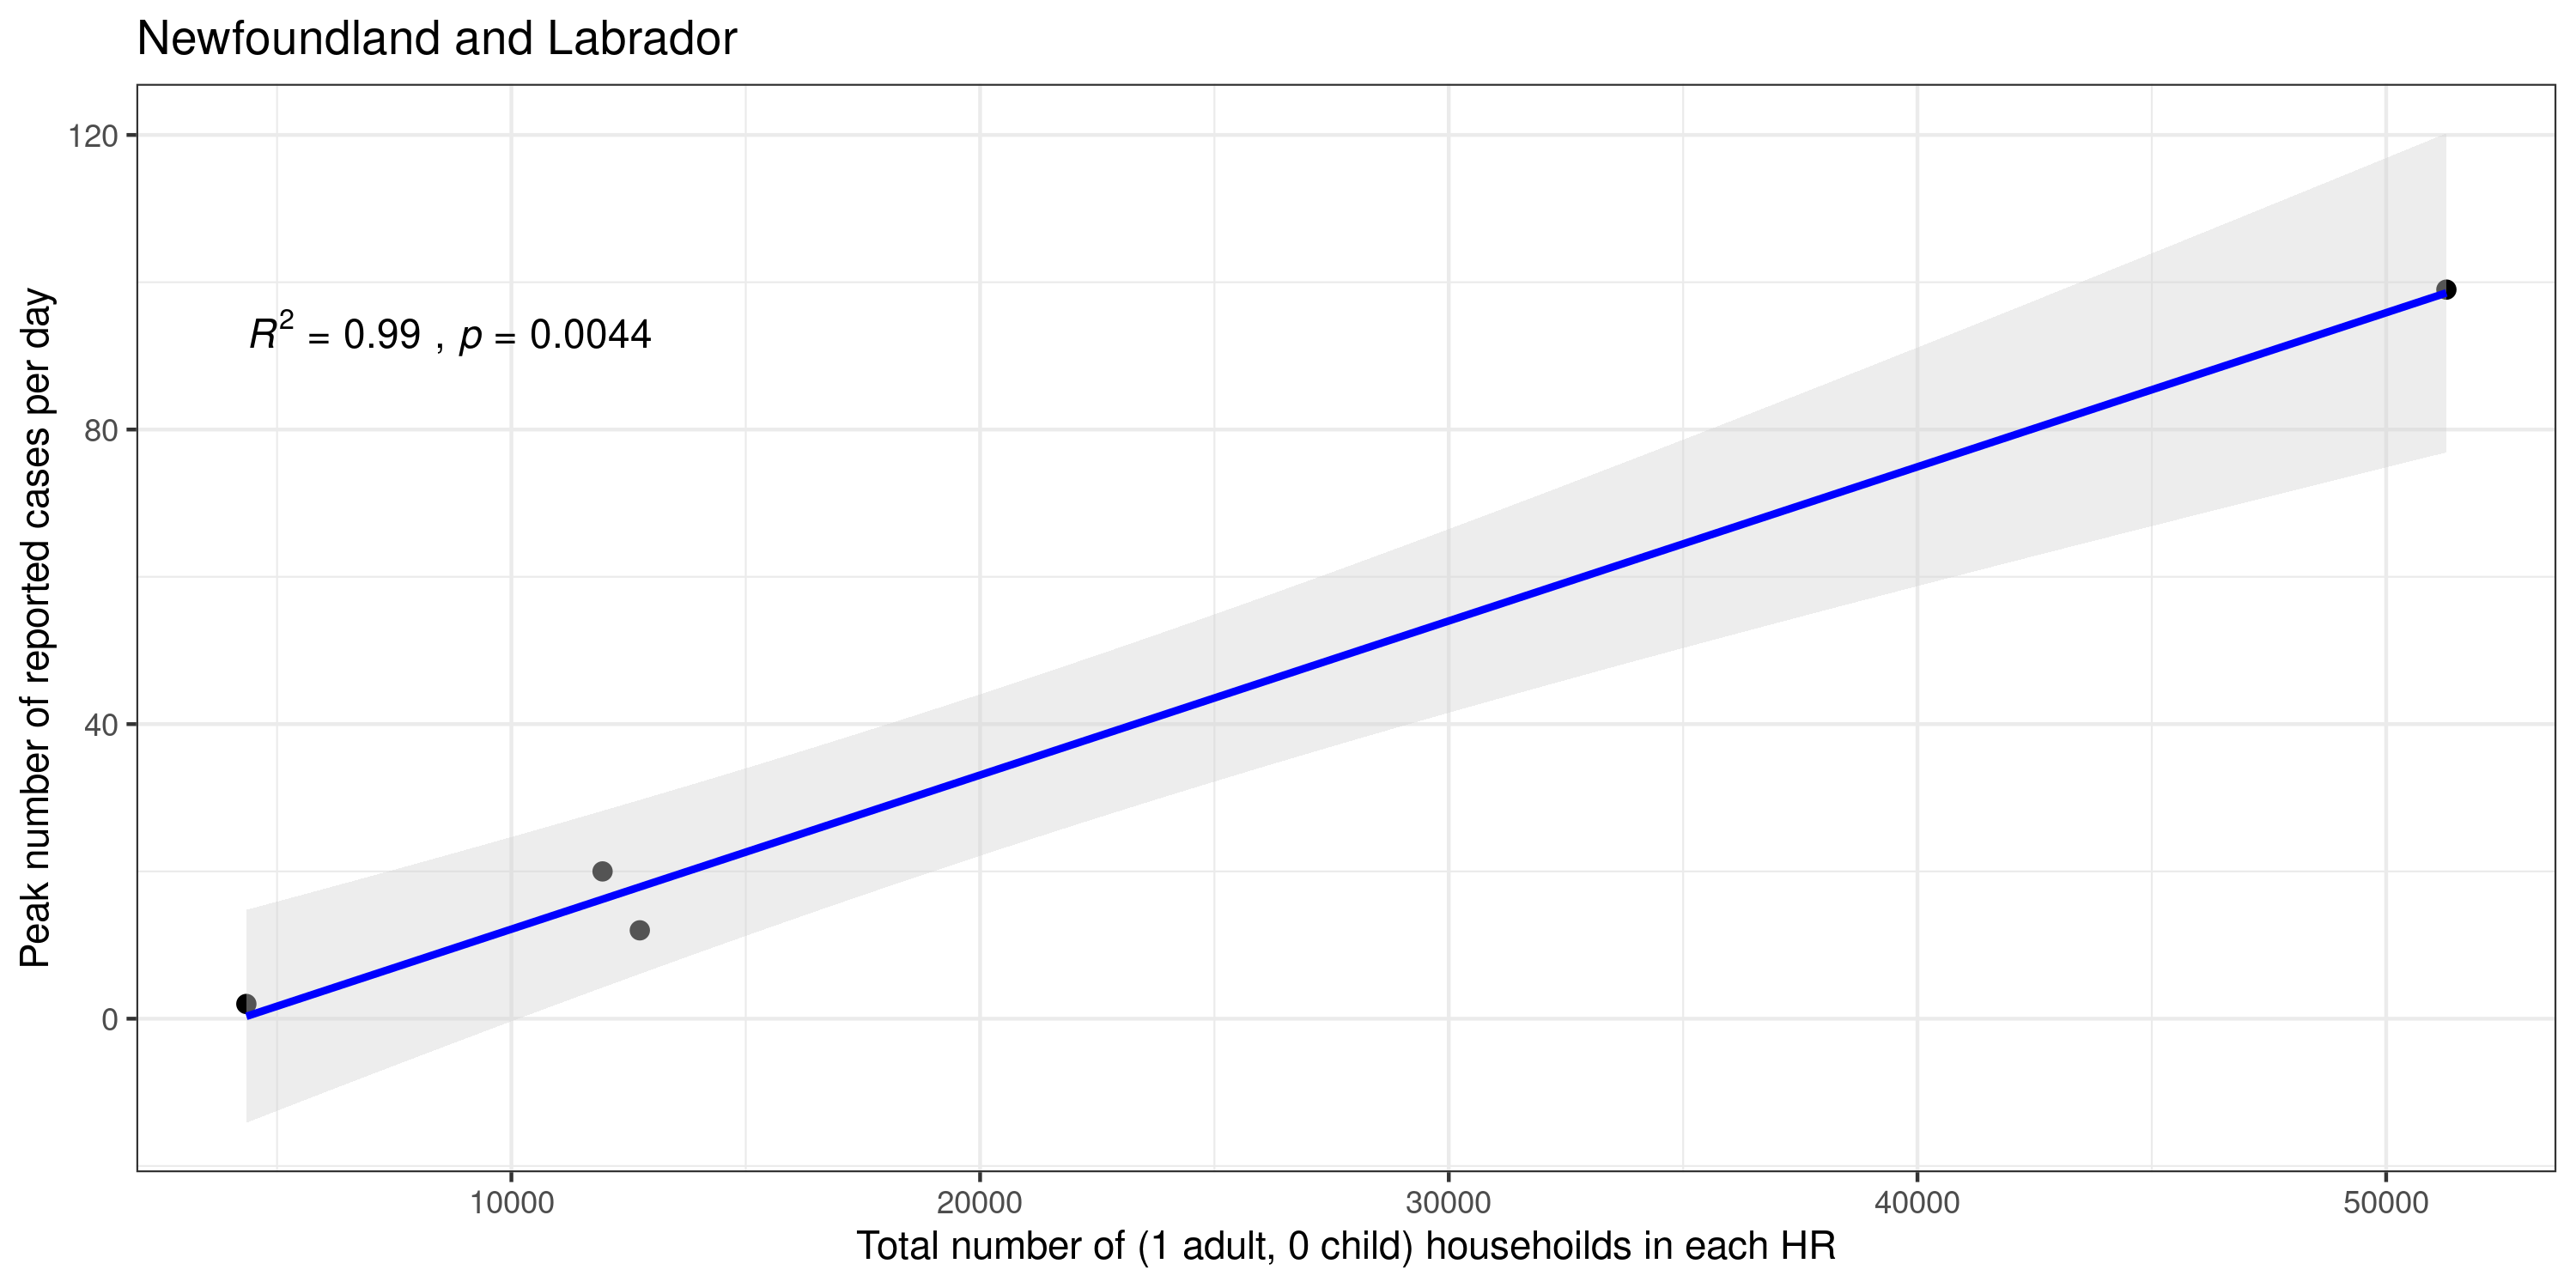 Newfoundland and Labrador
120
80
40
0
Peak number of reported cases per day
R² = 0.99 , p = 0.0044
10000 20000 30000 40000 50000
Total number of (1 adult, 0 child) househoilds in each HR